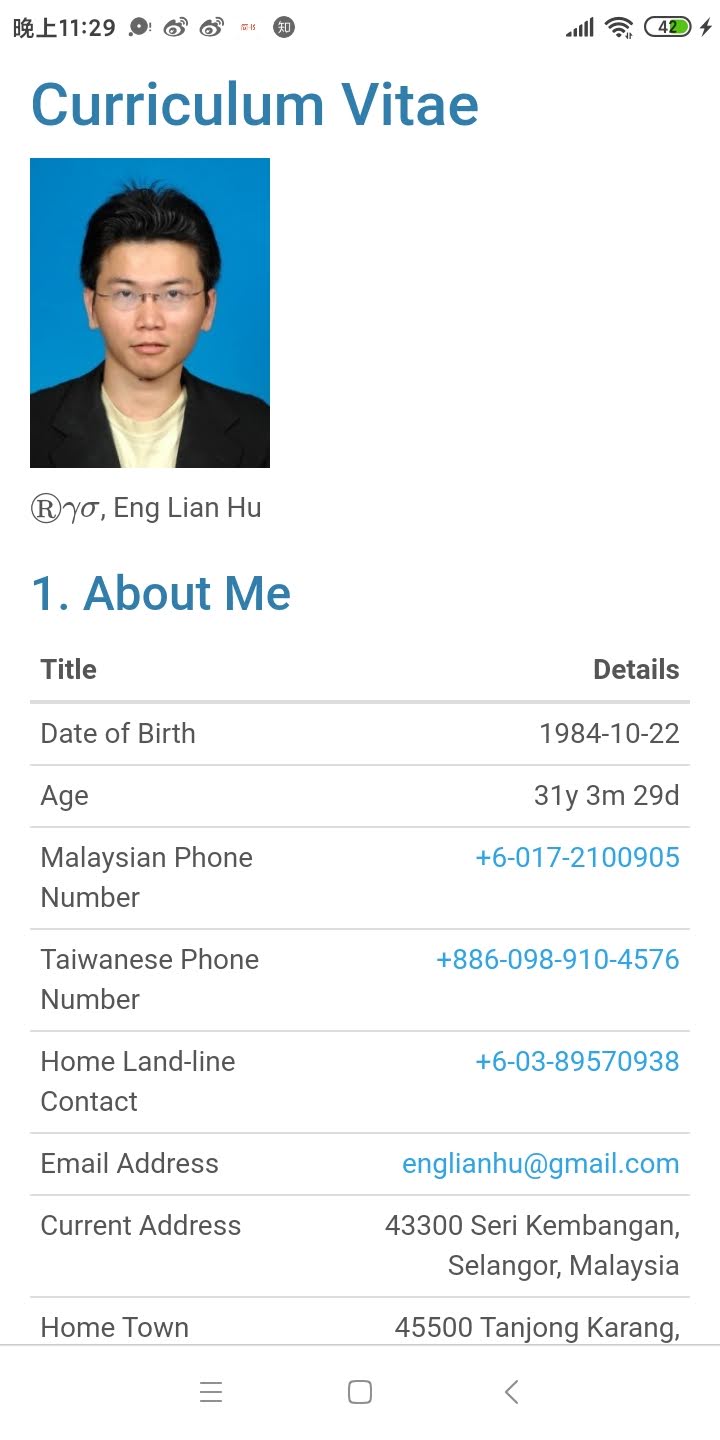 晚上11:29
知
42
Curriculum Vitae
Ⓡγσ, Eng Lian Hu
1. About Me
Title Details
Date of Birth 1984-10-22
Age 31y 3m 29d
Malaysian Phone +6-017-2100905
Number
Taiwanese Phone +886-098-910-4576
Number
Home Land-line +6-03-89570938
Contact
Email Address englianhu@gmail.com
Current Address 43300 Seri Kembangan,
Selangor, Malaysia
Home Town 45500 Tanjong Karang,